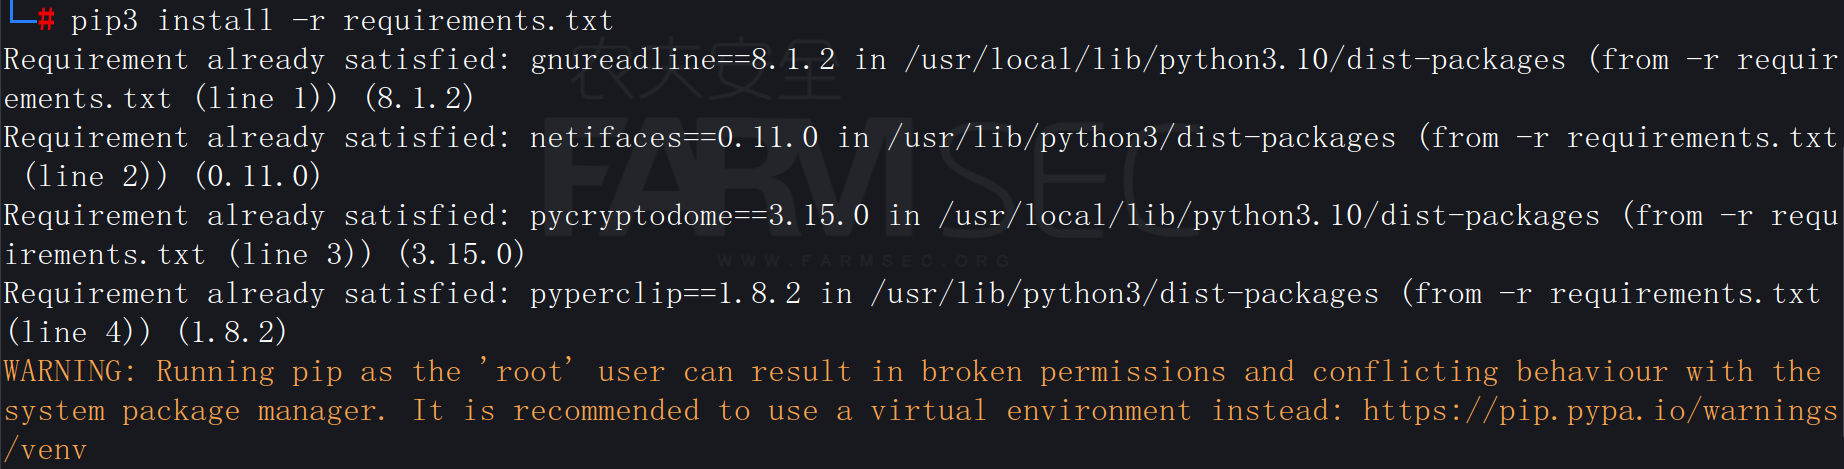 # pip3 install -r requirements.txt
Requirement already satisfied: gnureadline==8.1.2 in /usr/local/lib/python3.10/dist-packages (from -r requir
ements.txt (line 1)) (8.1.2)
Requirement already satisfied: netifaces==0.11.0 in /usr/lib/python3/dist-packages (from -r requirements.txt
(line 2)) (0.11.0)
Requirement already satisfied: pycryptodome==3.15.0 in /usr/local/lib/python3.10/dist-packages (from -r requ
irements.txt (line 3)) (3.15.0)
Requirement already satisfied: pyperclip==1.8.2 in /usr/lib/python3/dist-packages (from -r requirements.txt
(line 4)) (1.8.2)
WARNING: Running pip as the 'root' user can result in broken permissions and conflicting behaviour with the
system package manager. It is recommended to use a virtual environment instead: https://pip.pypa.io/warnings
/venv
农夫安全
FARMSEC
WWW.FARMSEC.ORG